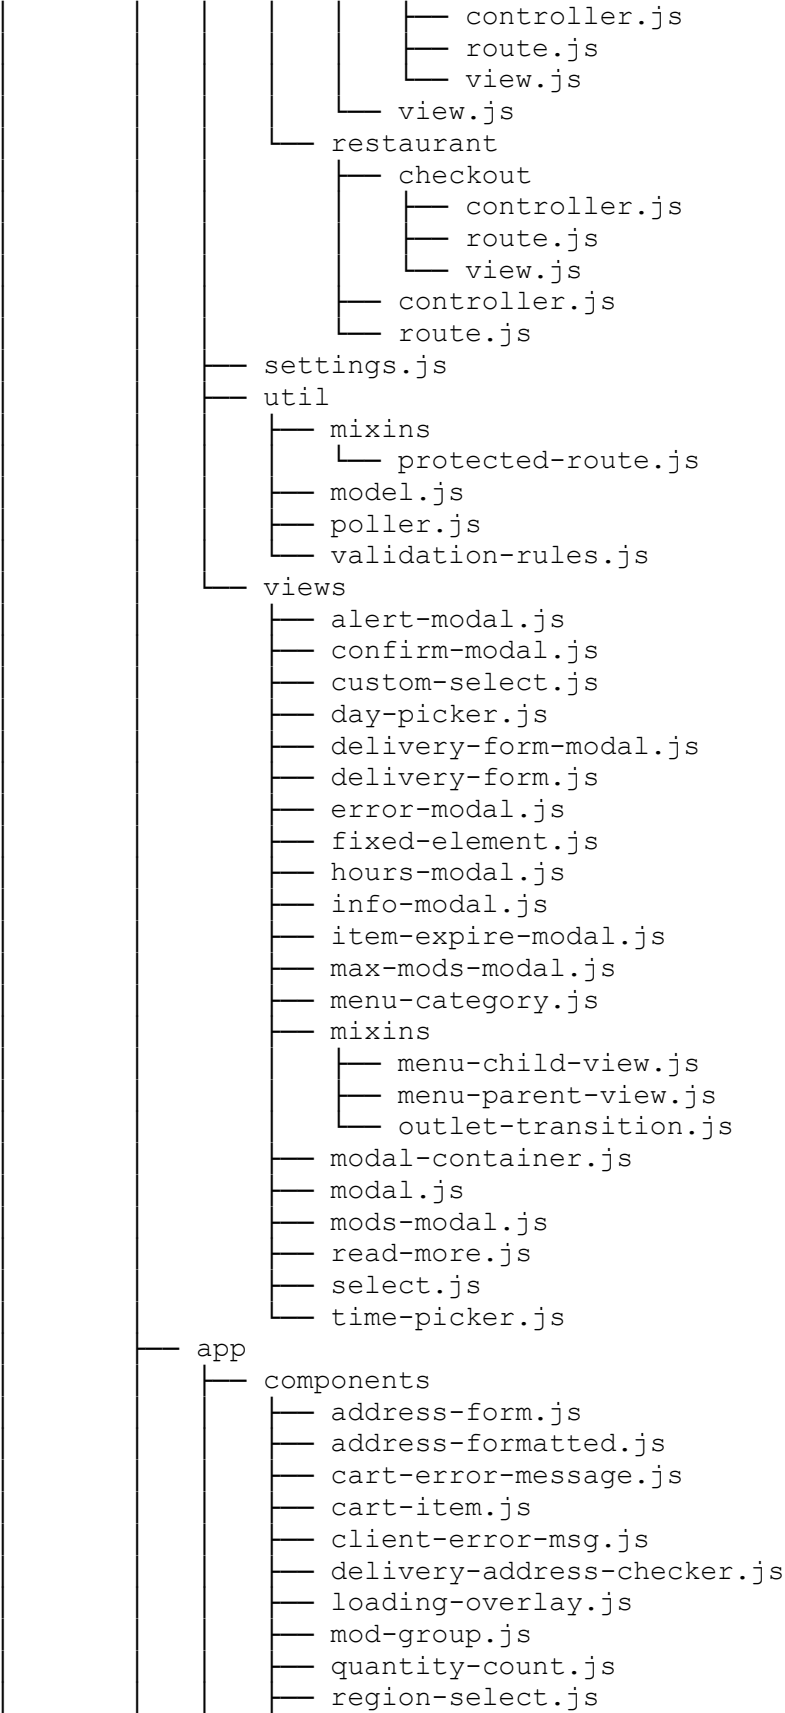 │       │   │   │   │   ├── controller.js
│       │   │   │   │   ├── route.js
│       │   │   │   │   └── view.js
│       │   │   │   └── view.js
│       │   │   └── restaurant
│       │   │       ├── checkout
│       │   │       │   ├── controller.js
│       │   │       │   ├── route.js
│       │   │       │   └── view.js
│       │   │       ├── controller.js
│       │   │       └── route.js
│       │   ├── settings.js
│       │   ├── util
│       │   │   ├── mixins
│       │   │   │   └── protected-route.js
│       │   │   ├── model.js
│       │   │   ├── poller.js
│       │   │   └── validation-rules.js
│       │   └── views
│       │       ├── alert-modal.js
│       │       ├── confirm-modal.js
│       │       ├── custom-select.js
│       │       ├── day-picker.js
│       │       ├── delivery-form-modal.js
│       │       ├── delivery-form.js
│       │       ├── error-modal.js
│       │       ├── fixed-element.js
│       │       ├── hours-modal.js
│       │       ├── info-modal.js
│       │       ├── item-expire-modal.js
│       │       ├── max-mods-modal.js
│       │       ├── menu-category.js
│       │       ├── mixins
│       │       │   ├── menu-child-view.js
│       │       │   ├── menu-parent-view.js
│       │       │   └── outlet-transition.js
│       │       ├── modal-container.js
│       │       ├── modal.js
│       │       ├── mods-modal.js
│       │       ├── read-more.js
│       │       ├── select.js
│       │       └── time-picker.js
│       ├── app
│       │   ├── components
│       │   │   ├── address-form.js
│       │   │   ├── address-formatted.js
│       │   │   ├── cart-error-message.js
│       │   │   ├── cart-item.js
│       │   │   ├── client-error-msg.js
│       │   │   ├── delivery-address-checker.js
│       │   │   ├── loading-overlay.js
│       │   │   ├── mod-group.js
│       │   │   ├── quantity-count.js
│       │   │   ├── region-select.js